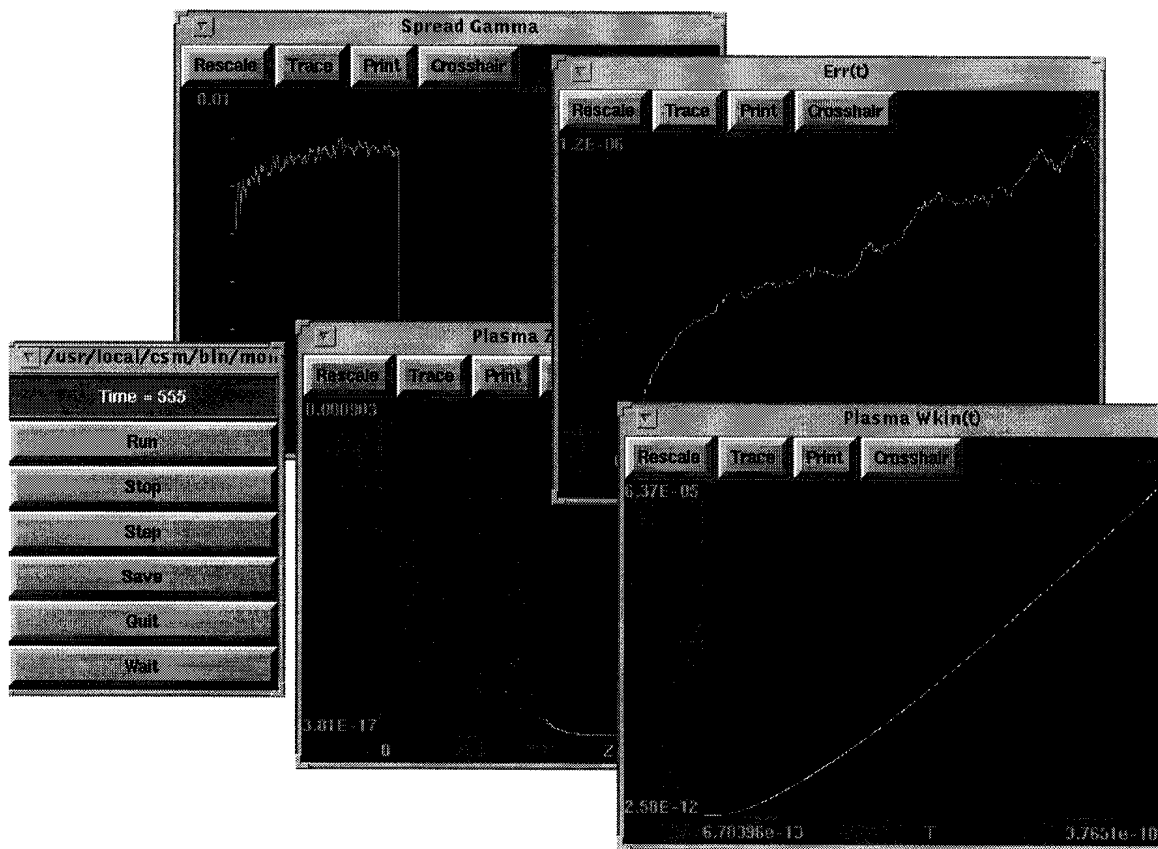 Spread Gamma
Rescale Trace Print Crosshair
0.01
Err(t)
Rescale Trace Print Crosshair
1.2E-06
/usr/local/csm/bin/mon
Time = 555
Run
Stop
Step
Save
Quit
Wait
Plasma Z
Rescale Trace Print
0.000903
3.81E-17
0 Z
Plasma Wkin(t)
Rescale Trace Print Crosshair
6.37E-05
2.58E-12
6.78396e-13 T 3.7651e-10